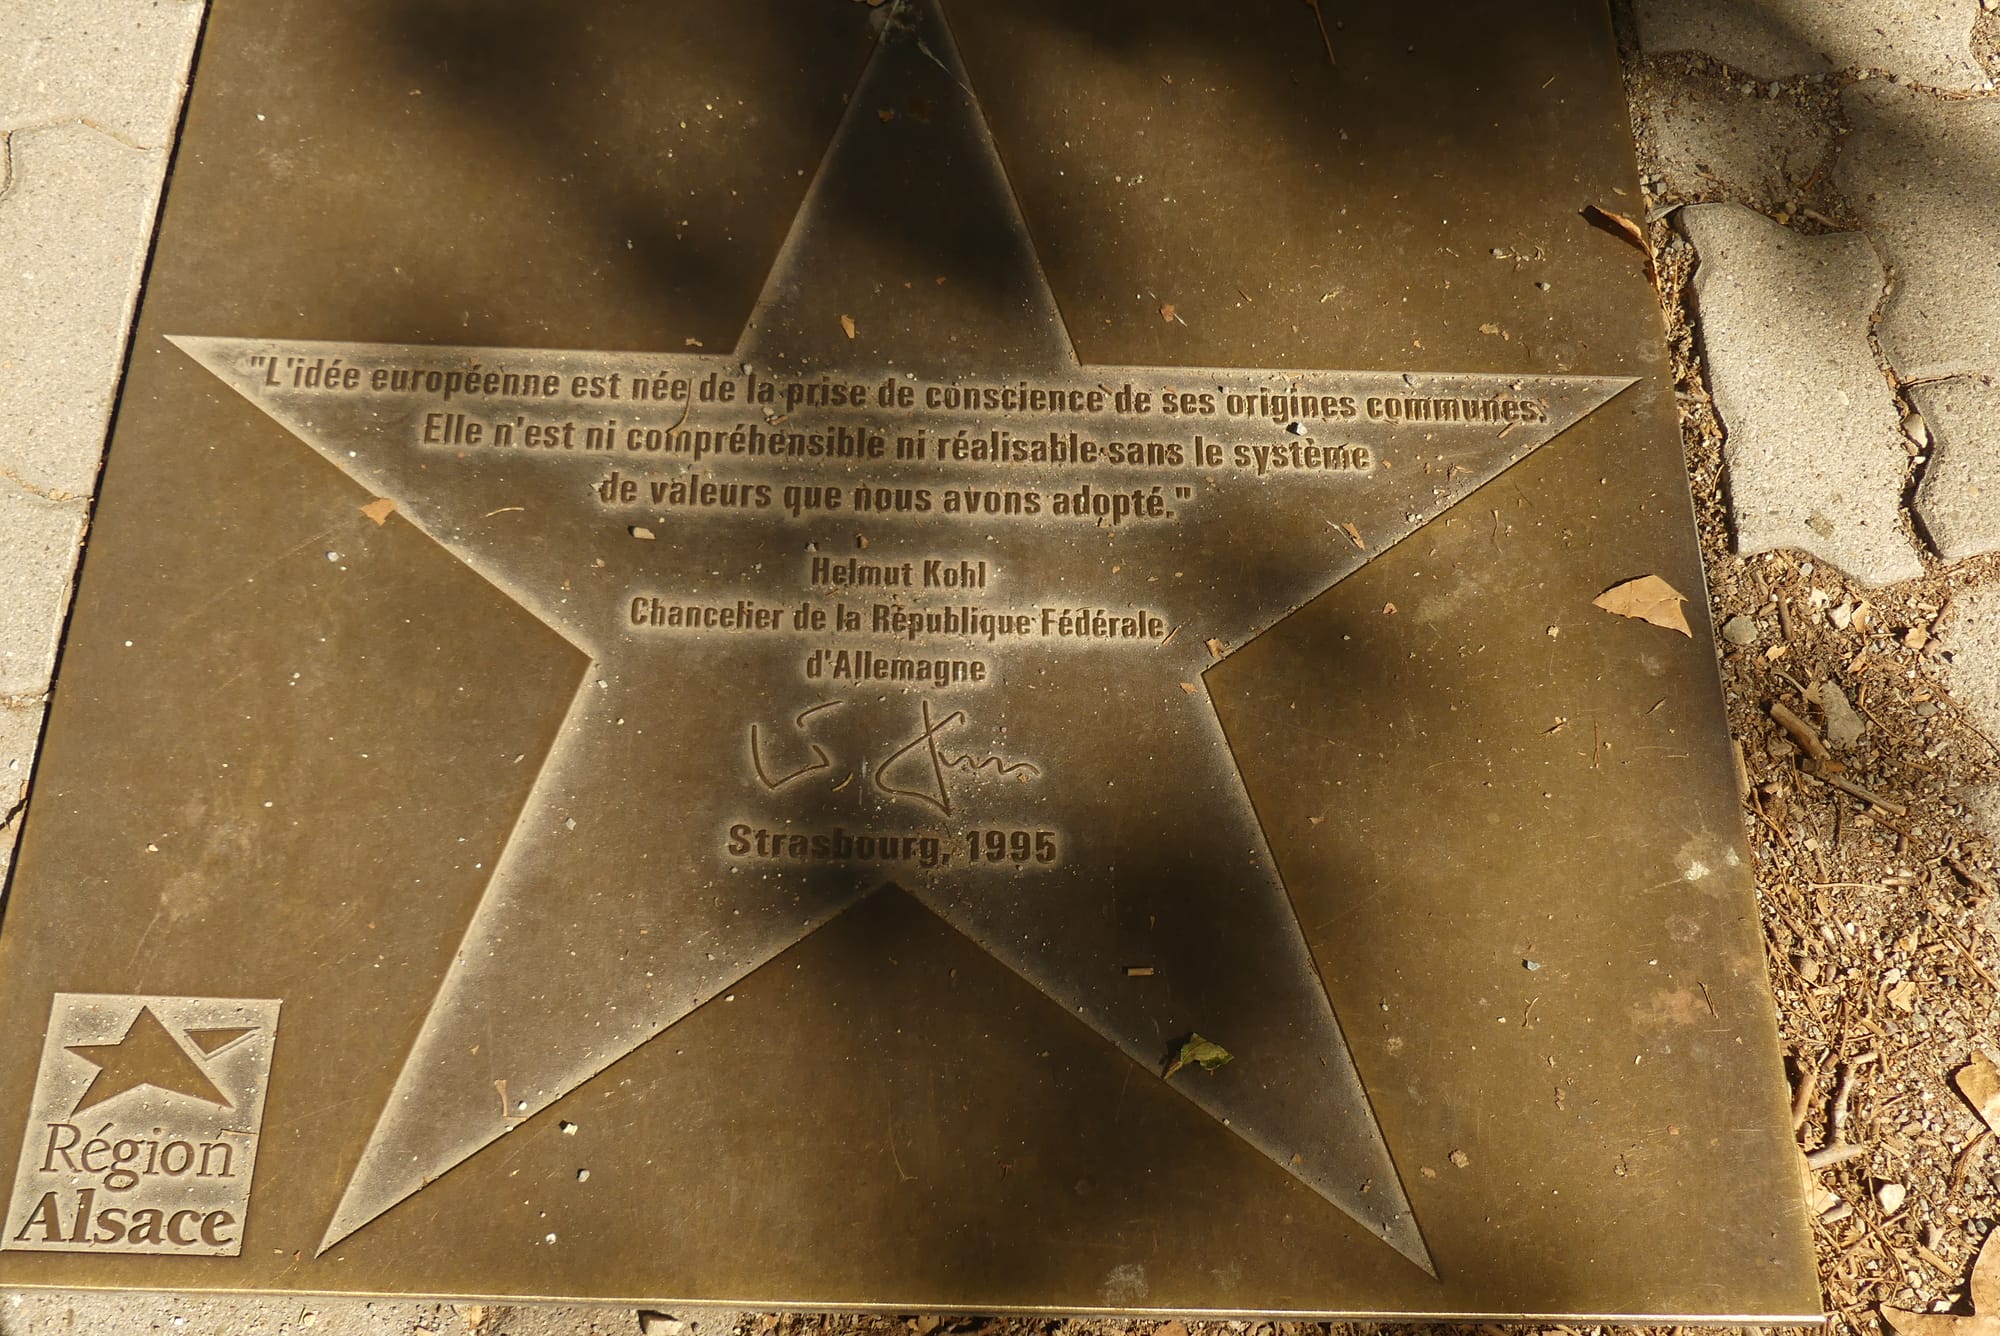 "L'idée européenne est née de la prise de conscience de ses origines communes.
Elle n'est ni compréhensible ni réalisable sans le système
de valeurs que nous avons adopté."
Helmut Kohl
Chancelier de la République Fédérale
d'Allemagne
Strasbourg, 1995
Région
Alsace